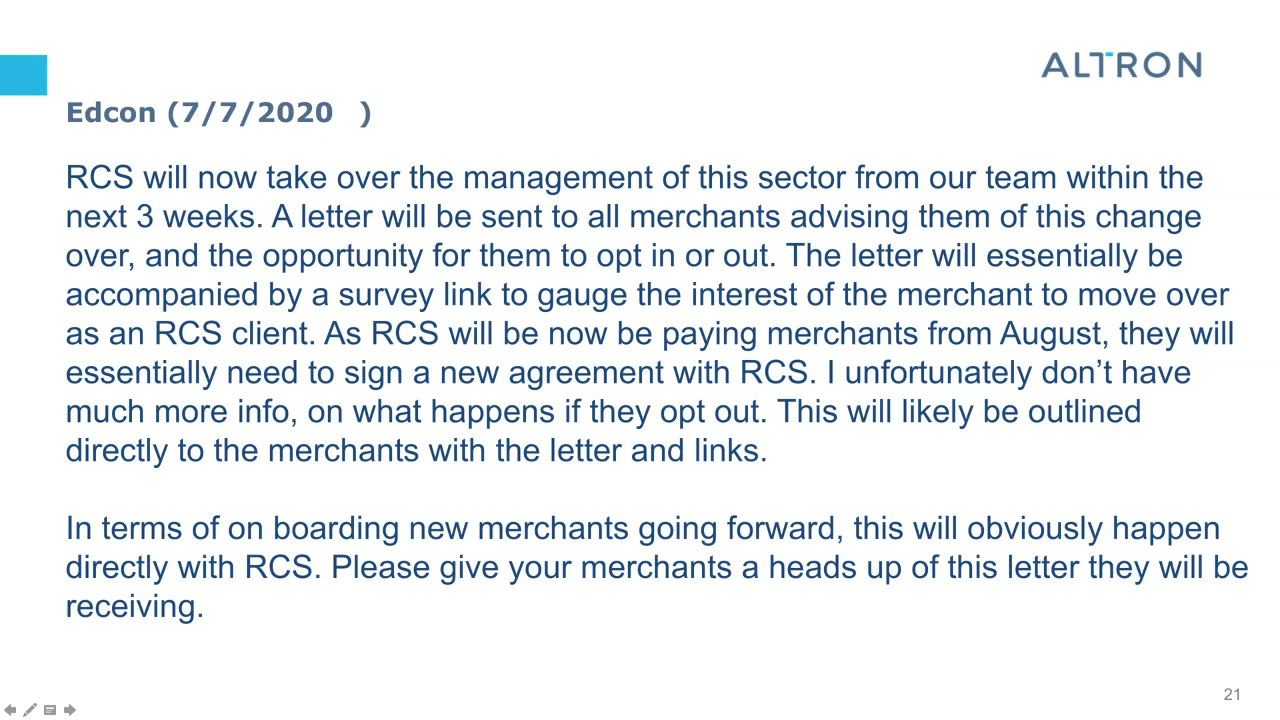 ALTRON
Edcon (7/7/2020   )
RCS will now take over the management of this sector from our team within the
next 3 weeks. A letter will be sent to all merchants advising them of this change
over, and the opportunity for them to opt in or out. The letter will essentially be
accompanied by a survey link to gauge the interest of the merchant to move over
as an RCS client. As RCS will be now be paying merchants from August, they will
essentially need to sign a new agreement with RCS. I unfortunately don’t have
much more info, on what happens if they opt out. This will likely be outlined
directly to the merchants with the letter and links.
In terms of on boarding new merchants going forward, this will obviously happen
directly with RCS. Please give your merchants a heads up of this letter they will be
receiving.
21